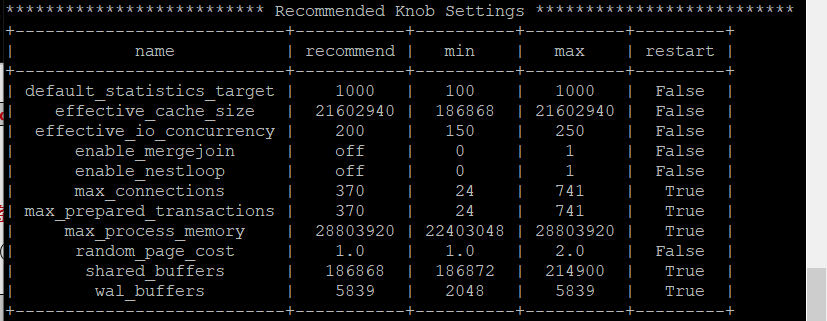 ************************** Recommended Knob Settings **************************
+---------------------------+-----------+----------+----------+---------+
| name | recommend | min | max | restart |
+---------------------------+-----------+----------+----------+---------+
| default_statistics_target | 1000 | 100 | 1000 | False |
| effective_cache_size | 21602940 | 186868 | 21602940 | False |
| effective_io_concurrency | 200 | 150 | 250 | False |
| enable_mergejoin | off | 0 | 1 | False |
| enable_nestloop | off | 0 | 1 | False |
| max_connections | 370 | 24 | 741 | True |
| max_prepared_transactions | 370 | 24 | 741 | True |
| max_process_memory | 28803920 | 22403048 | 28803920 | True |
| random_page_cost | 1.0 | 1.0 | 2.0 | False |
| shared_buffers | 186868 | 186872 | 214900 | True |
| wal_buffers | 5839 | 2048 | 5839 | True |
+---------------------------+-----------+----------+----------+---------+